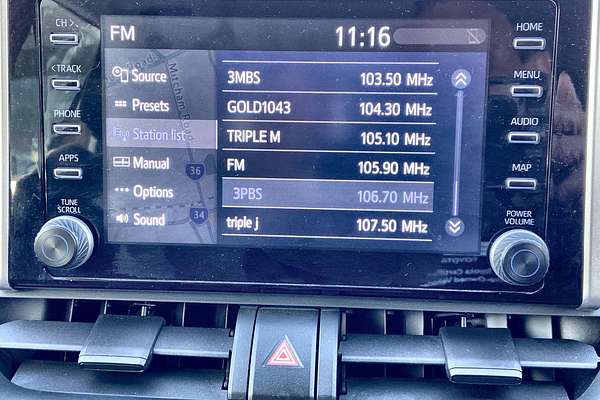 CH >
< TRACK
PHONE
APPS
TUNE
SCROLL
FM
11:16
Source
Presets
Station list
Manual
Options
Sound
Mitcham Road
36
34
3MBS 103.50 MHz
GOLD1043 104.30 MHz
TRIPLE M 105.10 MHz
FM 105.90 MHz
3PBS 106.70 MHz
triple j 107.50 MHz
HOME
MENU
AUDIO
MAP
POWER
VOLUME